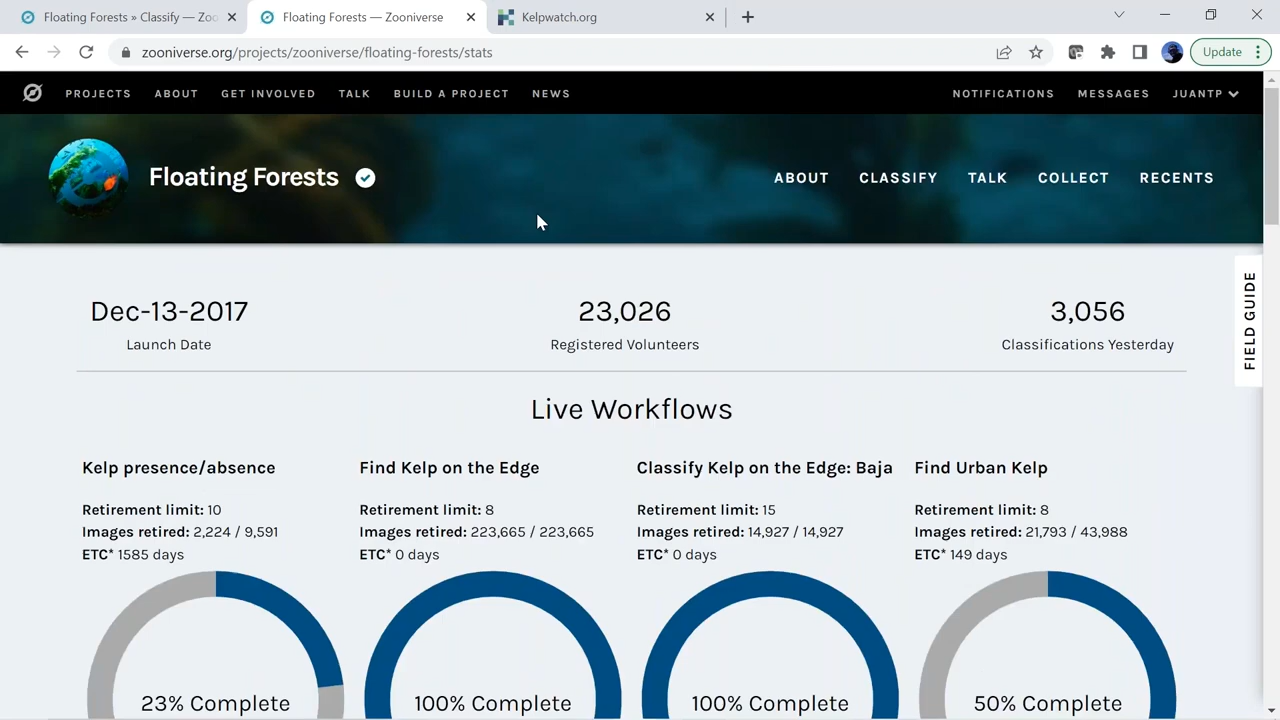 Floating Forests » Classify — Zoo
Floating Forests — Zooniverse
Kelpwatch.org
zooniverse.org/projects/zooniverse/floating-forests/stats
Update
PROJECTS ABOUT GET INVOLVED TALK BUILD A PROJECT NEWS NOTIFICATIONS MESSAGES JUANTP
Floating Forests
ABOUT CLASSIFY TALK COLLECT RECENTS
FIELD GUIDE
Dec-13-2017 23,026 3,056
Launch Date Registered Volunteers Classifications Yesterday
Live Workflows
Kelp presence/absence
Retirement limit: 10
Images retired: 2,224 / 9,591
ETC* 1585 days
23% Complete
Find Kelp on the Edge
Retirement limit: 8
Images retired: 223,665 / 223,665
ETC* 0 days
100% Complete
Classify Kelp on the Edge: Baja
Retirement limit: 15
Images retired: 14,927 / 14,927
ETC* 0 days
100% Complete
Find Urban Kelp
Retirement limit: 8
Images retired: 21,793 / 43,988
ETC* 149 days
50% Complete